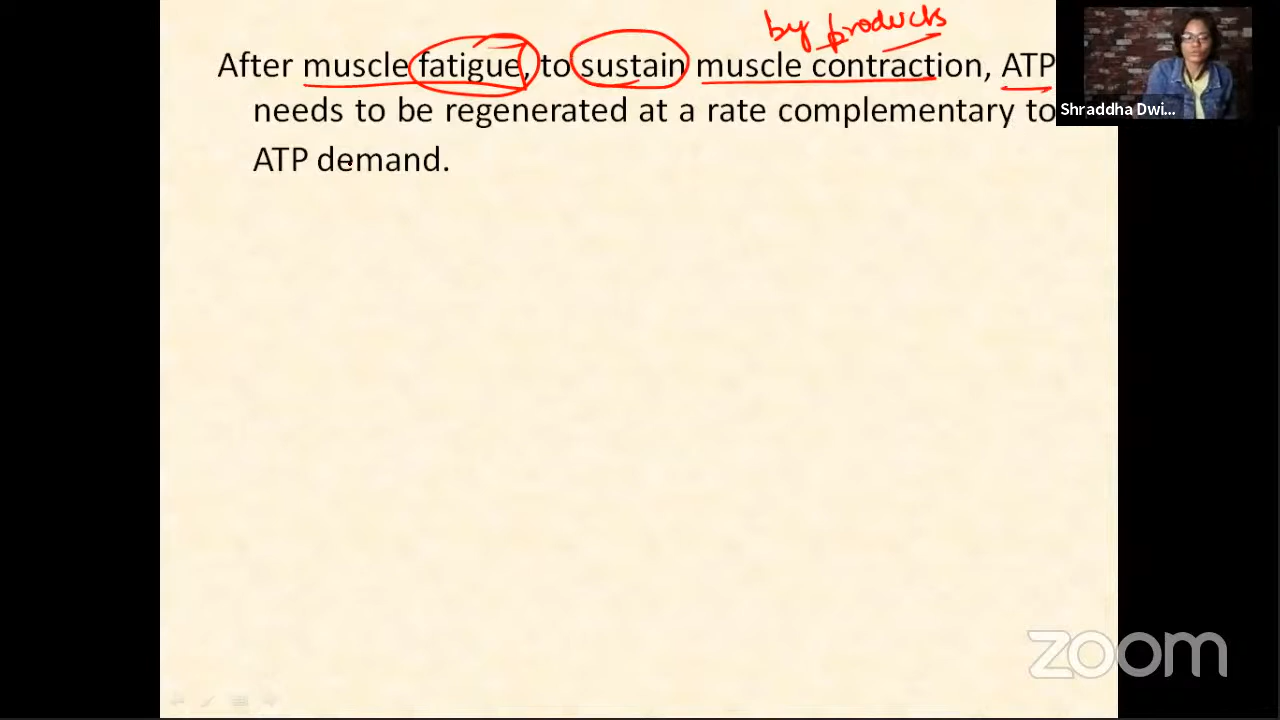 by products
After muscle fatigue, to sustain muscle contraction, ATP
needs to be regenerated at a rate complementary to
ATP demand.
Shraddha Dwi...
zoom